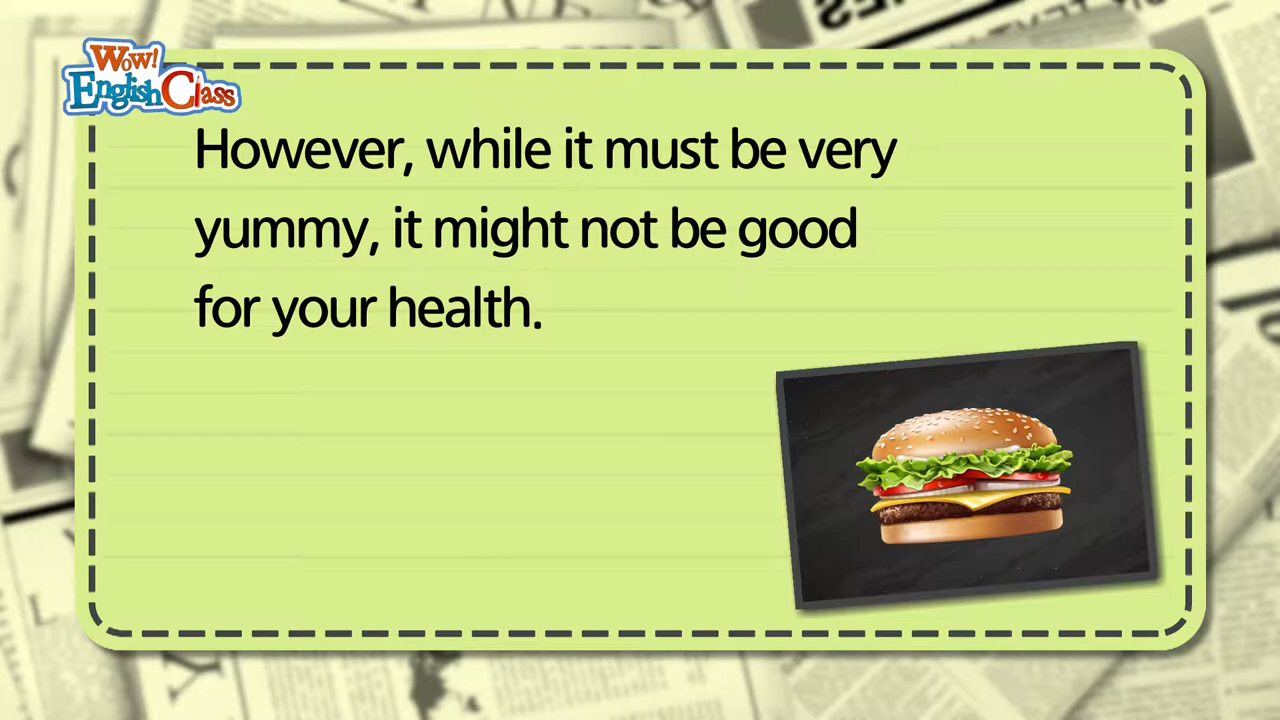 Wow!
English Class
However, while it must be very
yummy, it might not be good
for your health.